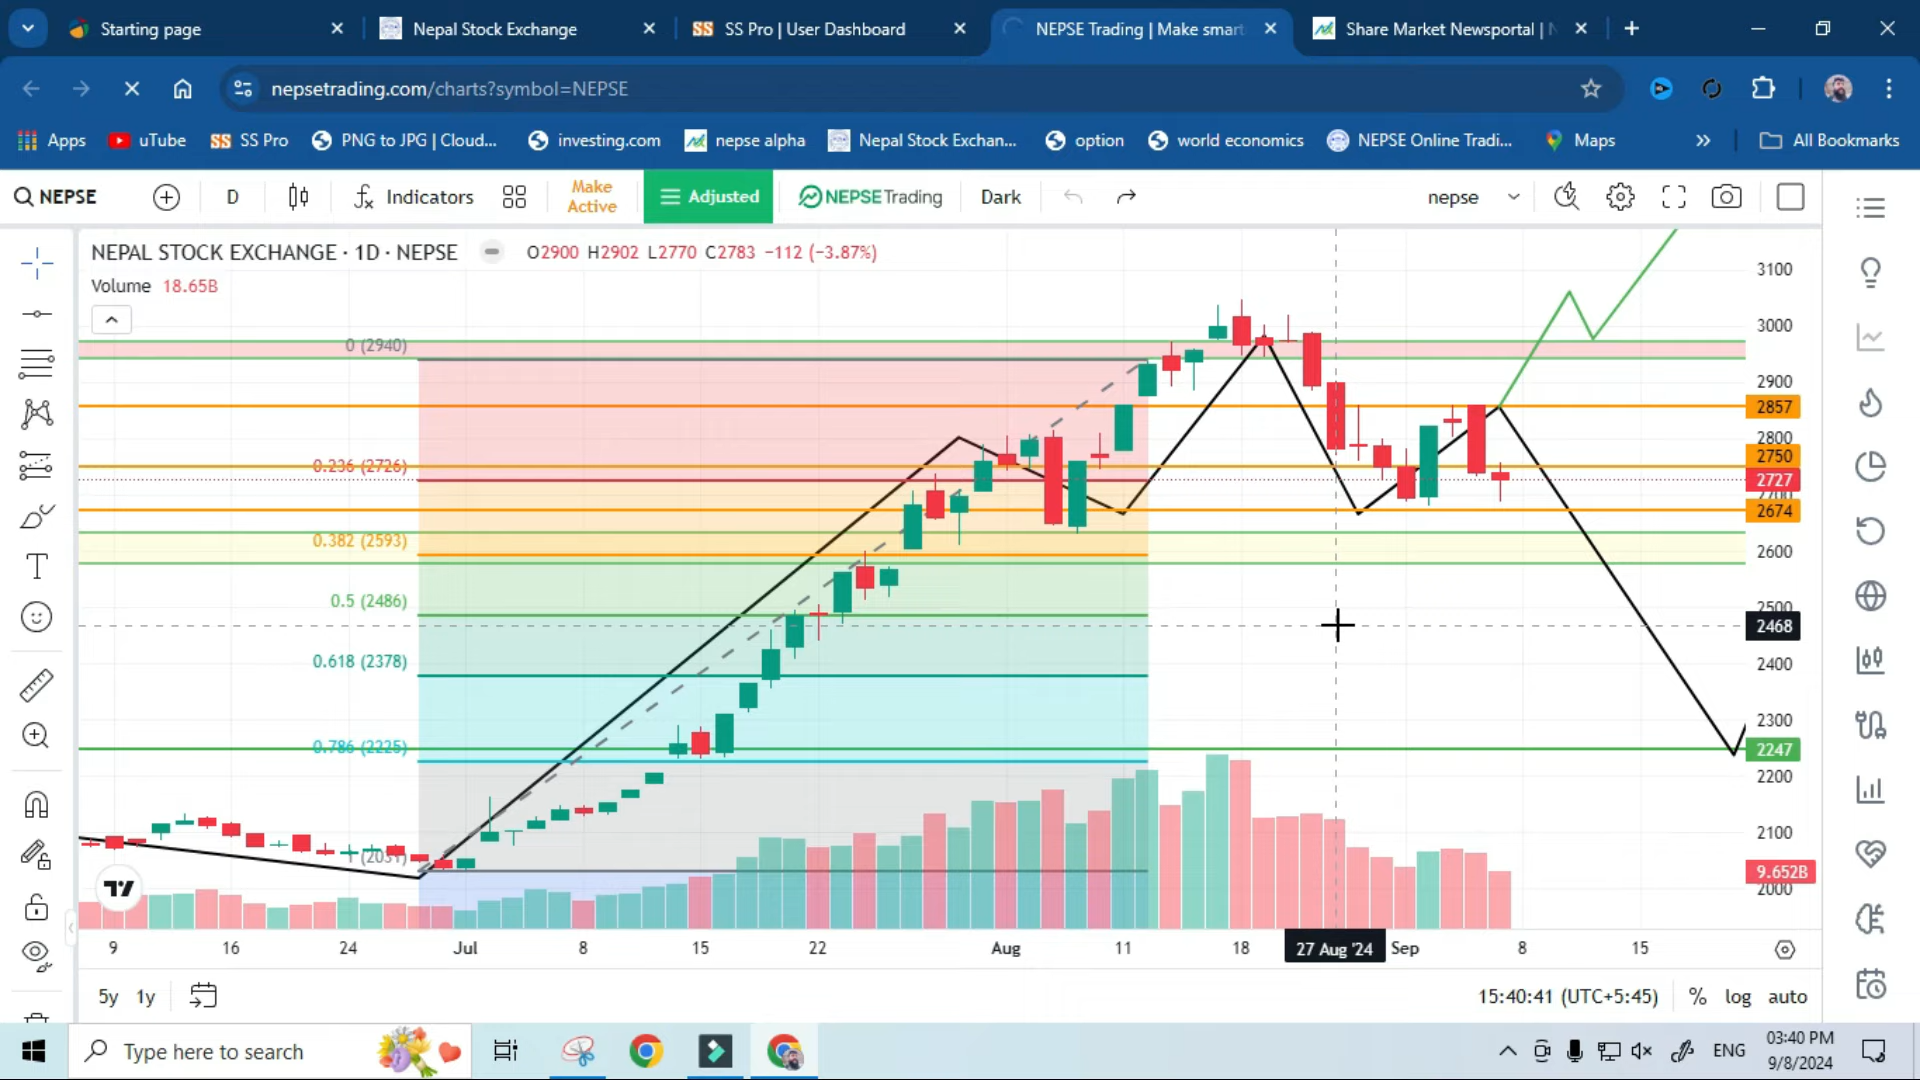 Starting page
Nepal Stock Exchange
SS Pro | User Dashboard
NEPSE Trading | Make smart
Share Market Newsportal |
nepsetrading.com/charts?symbol=NEPSE
Apps
uTube
SS SS Pro
PNG to JPG | Cloud...
investing.com
nepse alpha
Nepal Stock Exchan...
option
world economics
NEPSE Online Tradi...
Maps
»
All Bookmarks
NEPSE
D
Indicators
Make
Active
Adjusted
NEPSE Trading
Dark
nepse
NEPAL STOCK EXCHANGE · 1D · NEPSE
O2900 H2902 L2770 C2783 −112 (−3.87%)
Volume 18.65B
0 (2940)
0.236 (2726)
0.382 (2593)
0.5 (2486)
0.618 (2378)
0.786 (2225)
1 (2031)
3100
3000
2900
2857
2800
2750
2727
2700
2674
2600
2500
2468
2400
2300
2247
2200
2100
9.652B
2000
9
16
24
Jul
8
15
22
Aug
11
18
27 Aug '24
Sep
8
15
5y
1y
15:40:41 (UTC+5:45)
%
log
auto
Type here to search
ENG
03:40 PM
9/8/2024